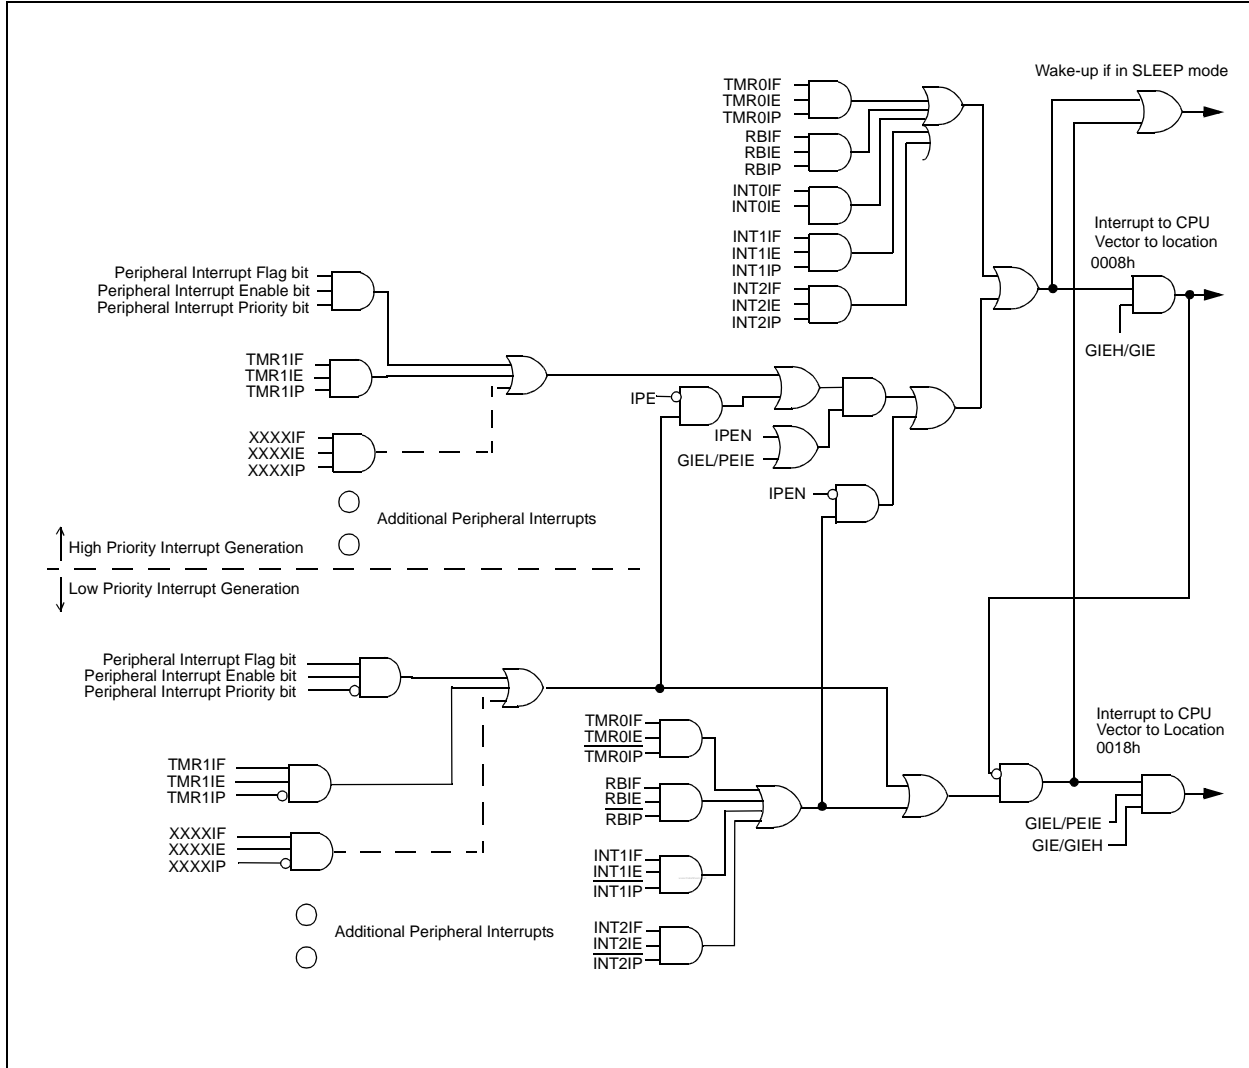 Wake-up if in SLEEP mode
TMR0IF
TMR0IE
TMR0IP
RBIF
RBIE
RBIP
INT0IF
INT0IE
INT1IF
INT1IE
INT1IP
INT2IF
INT2IE
INT2IP
Interrupt to CPU
Vector to location
0008h
GIEH/GIE
Peripheral Interrupt Flag bit
Peripheral Interrupt Enable bit
Peripheral Interrupt Priority bit
TMR1IF
TMR1IE
TMR1IP
XXXXIF
XXXXIE
XXXXIP
IPE
IPEN
GIEL/PEIE
IPEN
Additional Peripheral Interrupts
High Priority Interrupt Generation
Low Priority Interrupt Generation
Peripheral Interrupt Flag bit
Peripheral Interrupt Enable bit
Peripheral Interrupt Priority bit
TMR1IF
TMR1IE
TMR1IP
XXXXIF
XXXXIE
XXXXIP
Additional Peripheral Interrupts
TMR0IF
TMR0IE
TMR0IP
RBIF
RBIE
RBIP
INT1IF
INT1IE
INT1IP
INT2IF
INT2IE
INT2IP
Interrupt to CPU
Vector to Location
0018h
GIEL/PEIE
GIE/GIEH